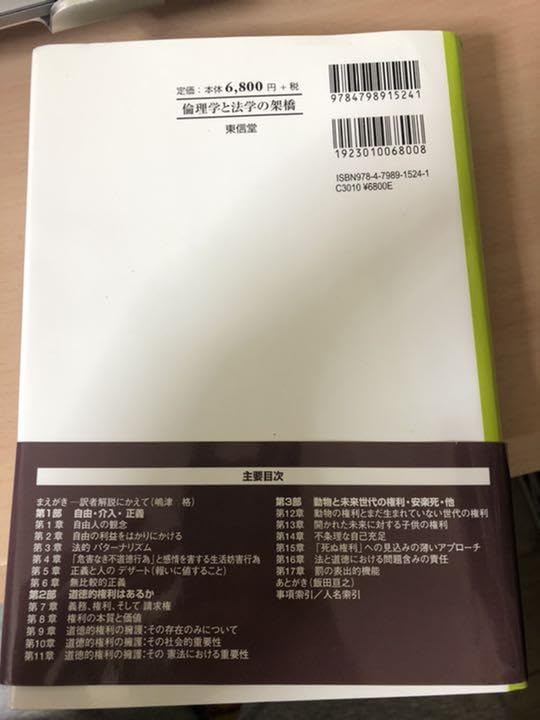 定価：本体6,800円+税
倫理学と法学の架橋
東信堂
9784798915241
1923010068008
ISBN978-4-7989-1524-1
C3010 ¥6800E
主要目次
まえがき―訳者解説にかえて（嶋津 格）
第1部 自由・介入・正義
第1章 自由人の観念
第2章 自由の利益をはかりにかける
第3章 法的パターナリズム
第4章 「危害なき不道徳行為」と感情を害する生活妨害行為
第5章 正義と人のデザート（報いに値すること）
第6章 無比較的正義
第2部 道徳的権利はあるか
第7章 義務、権利、そして請求権
第8章 権利の本質と価値
第9章 道徳的権利の擁護：その存在のみについて
第10章 道徳的権利の擁護：その社会的重要性
第11章 道徳的権利の擁護：その憲法における重要性
第3部 動物と未来世代の権利・安楽死・他
第12章 動物の権利とまだ生まれていない世代の権利
第13章 開かれた未来に対する子供の権利
第14章 不条理な自己充足
第15章 「死ぬ権利」への見込みの薄いアプローチ
第16章 法と道徳における問題含みの責任
第17章 罰の表出的機能
あとがき（飯田亘之）
事項索引／人名索引